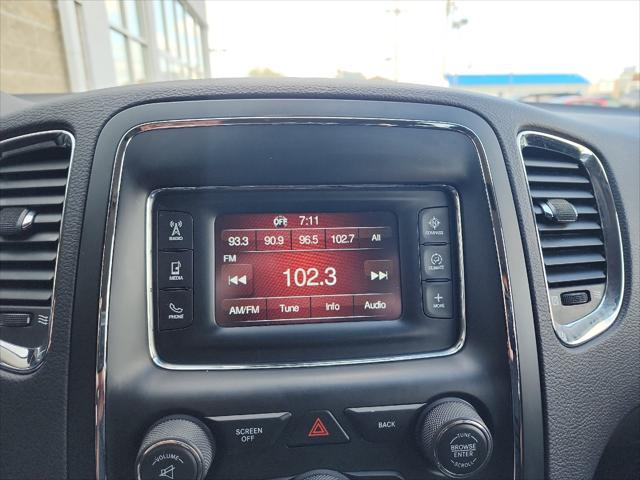 OFF 7:11
93.3 90.9 96.5 102.7 All
FM
102.3
AM/FM Tune Info Audio
RADIO
MEDIA
PHONE
COMPASS
CLIMATE
+ MORE
SCREEN OFF
BACK
VOLUME
TUNE
BROWSE
ENTER
SCROLL